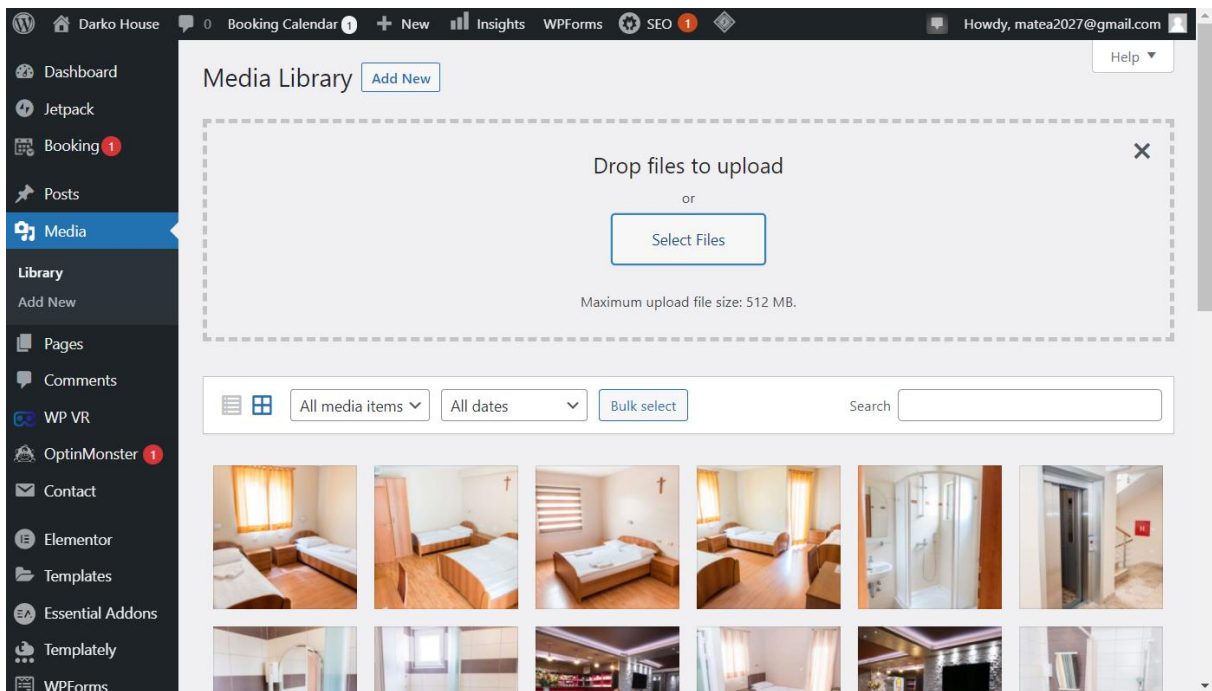 Darko House 0 Booking Calendar 1 New Insights WPForms SEO 1 Howdy, matea2027@gmail.com
Help
Dashboard
Jetpack
Booking 1
Posts
Media
Library
Add New
Pages
Comments
WP VR
OptinMonster 1
Contact
Elementor
Templates
Essential Addons
Templately
WPForms
Media Library Add New
Drop files to upload
or
Select Files
Maximum upload file size: 512 MB.
All media items All dates Bulk select Search